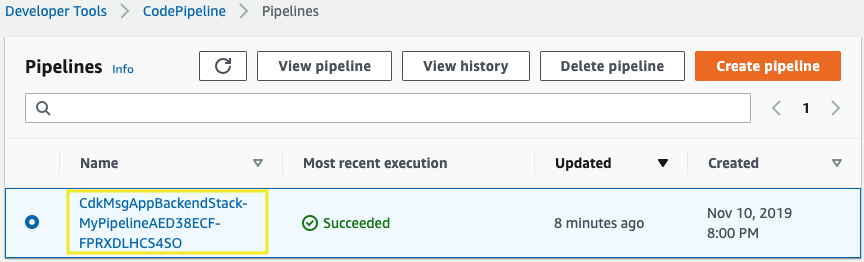 Developer Tools > CodePipeline > Pipelines
Pipelines Info View pipeline View history Delete pipeline Create pipeline
1
Name Most recent execution Updated Created
CdkMsgAppBackendStack-
MyPipelineAED38ECF-
FPRXDLHCS4SO
Succeeded
8 minutes ago
Nov 10, 2019
8:00 PM